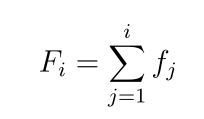 $F_i = \sum_{j=1}^{i} f_j$